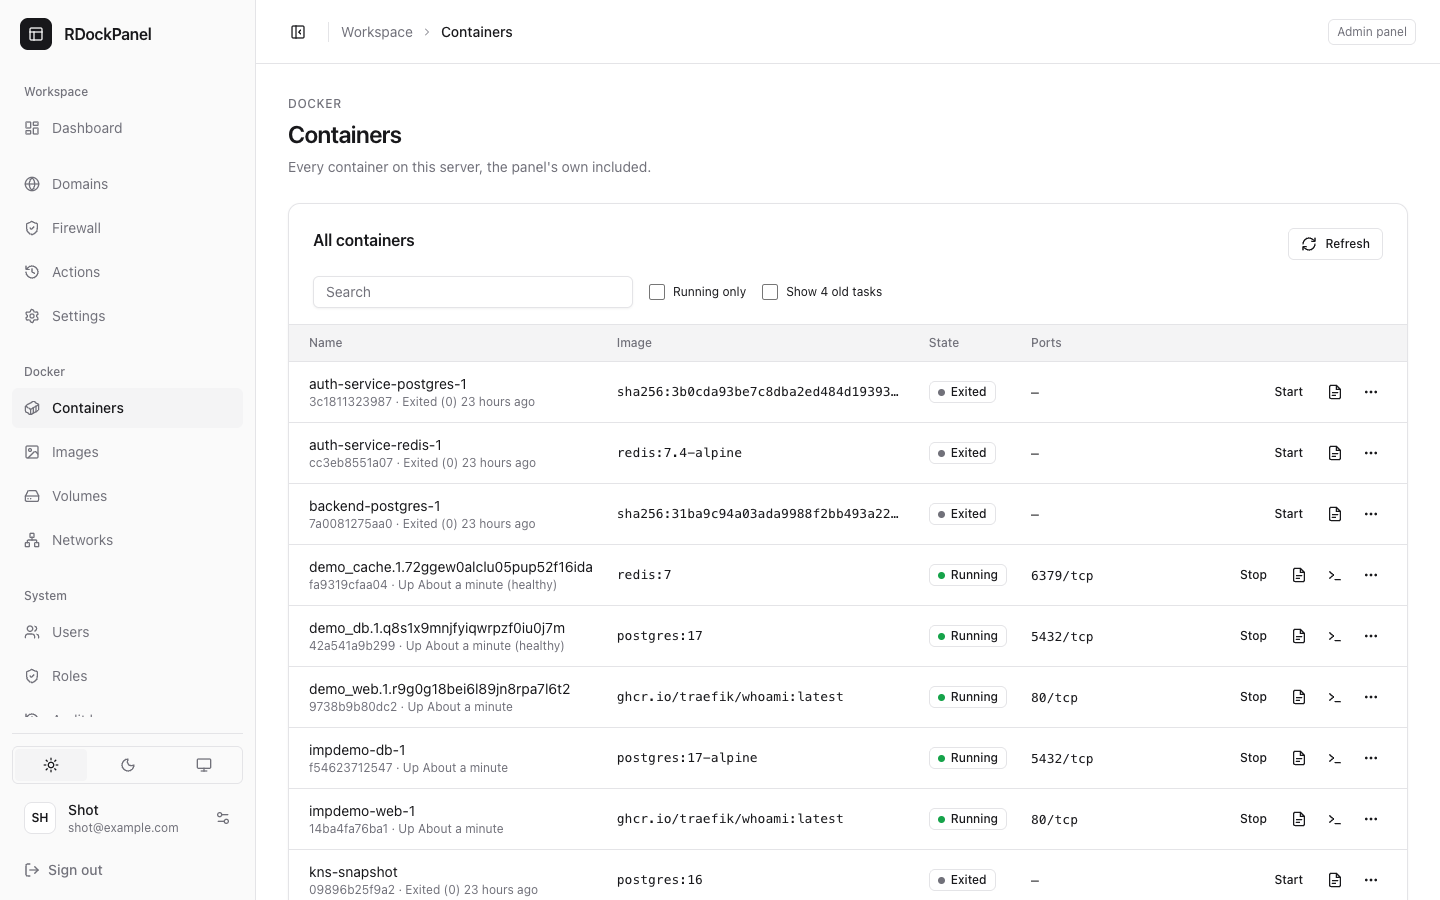 RDockPanel
Workspace
Dashboard
Domains
Firewall
Actions
Settings
Docker
Containers
Images
Volumes
Networks
System
Users
Roles
SH
Shot
shot@example.com
Sign out
Workspace > Containers
Admin panel
DOCKER
Containers
Every container on this server, the panel's own included.
All containers
Refresh
Search
Running only
Show 4 old tasks
Name Image State Ports
auth-service-postgres-1
3c1811323987 · Exited (0) 23 hours ago
sha256:3b0cda93be7c8dba2ed484d19393…
Exited
—
Start
auth-service-redis-1
cc3eb8551a07 · Exited (0) 23 hours ago
redis:7.4-alpine
Exited
—
Start
backend-postgres-1
7a0081275aa0 · Exited (0) 23 hours ago
sha256:31ba9c94a03ada9988f2bb493a22…
Exited
—
Start
demo_cache.1.72ggew0alclu05pup52f16ida
fa9319cfaa04 · Up About a minute (healthy)
redis:7
Running
6379/tcp
Stop
demo_db.1.q8s1x9mnjfyiqwrpzf0iu0j7m
42a541a9b299 · Up About a minute (healthy)
postgres:17
Running
5432/tcp
Stop
demo_web.1.r9g0g18bei6l89jn8rpa7l6t2
9738b9b80dc2 · Up About a minute
ghcr.io/traefik/whoami:latest
Running
80/tcp
Stop
impdemo-db-1
f54623712547 · Up About a minute
postgres:17-alpine
Running
5432/tcp
Stop
impdemo-web-1
14ba4fa76ba1 · Up About a minute
ghcr.io/traefik/whoami:latest
Running
80/tcp
Stop
kns-snapshot
09896b25f9a2 · Exited (0) 23 hours ago
postgres:16
Exited
—
Start